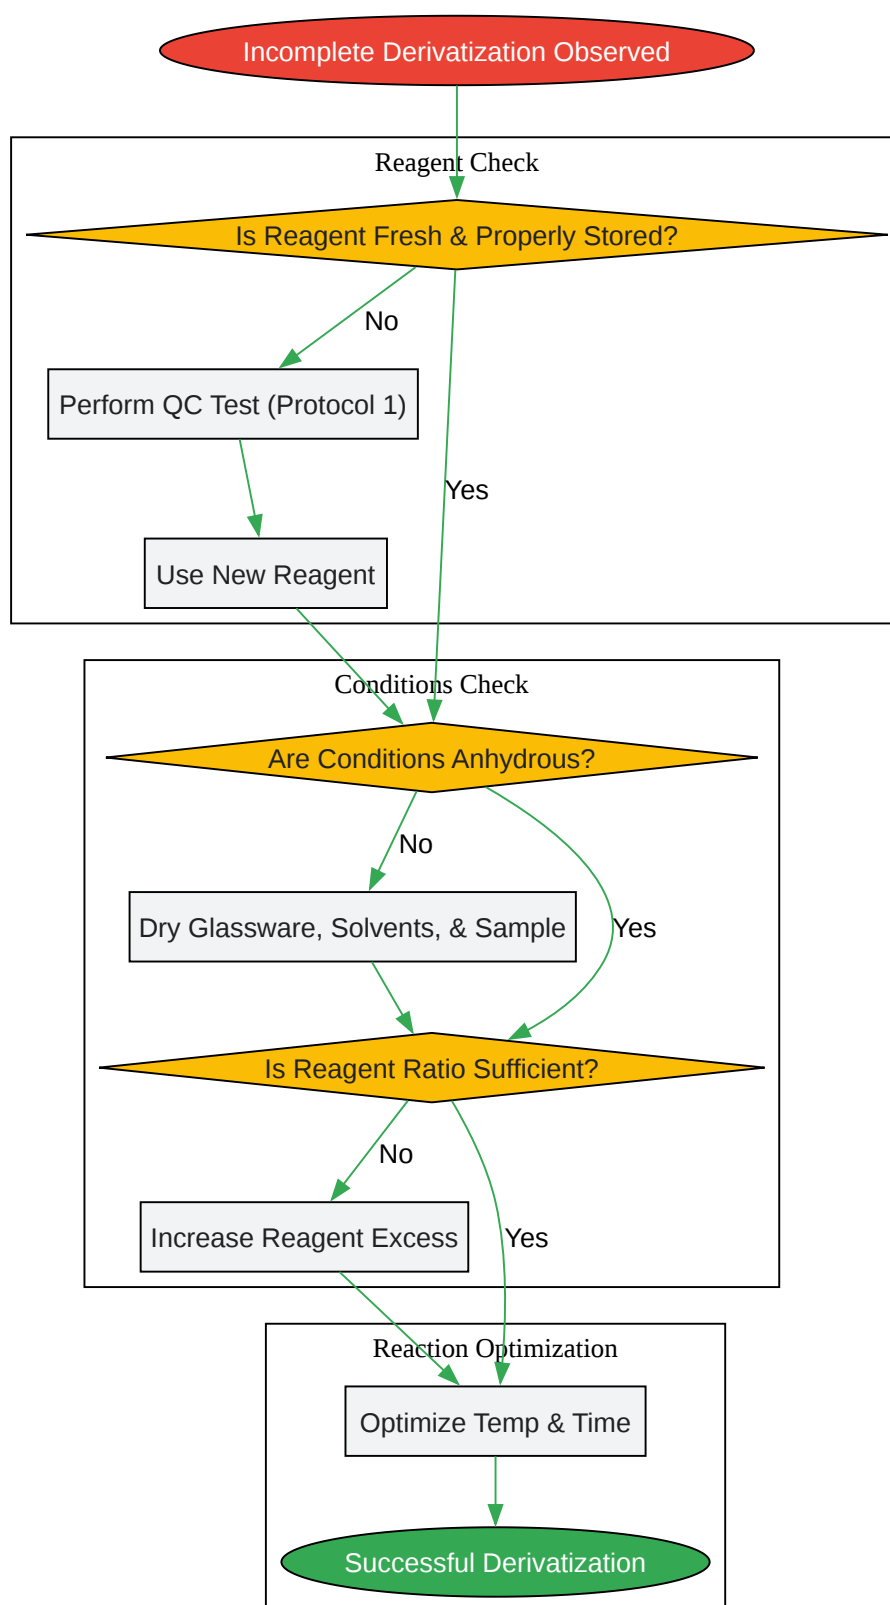 Incomplete Derivatization Observed
Reagent Check
Is Reagent Fresh & Properly Stored?
No
Perform QC Test (Protocol 1)
Yes
Use New Reagent
Conditions Check
Are Conditions Anhydrous?
No
Dry Glassware, Solvents, & Sample
Yes
Is Reagent Ratio Sufficient?
No
Increase Reagent Excess
Yes
Reaction Optimization
Optimize Temp & Time
Successful Derivatization